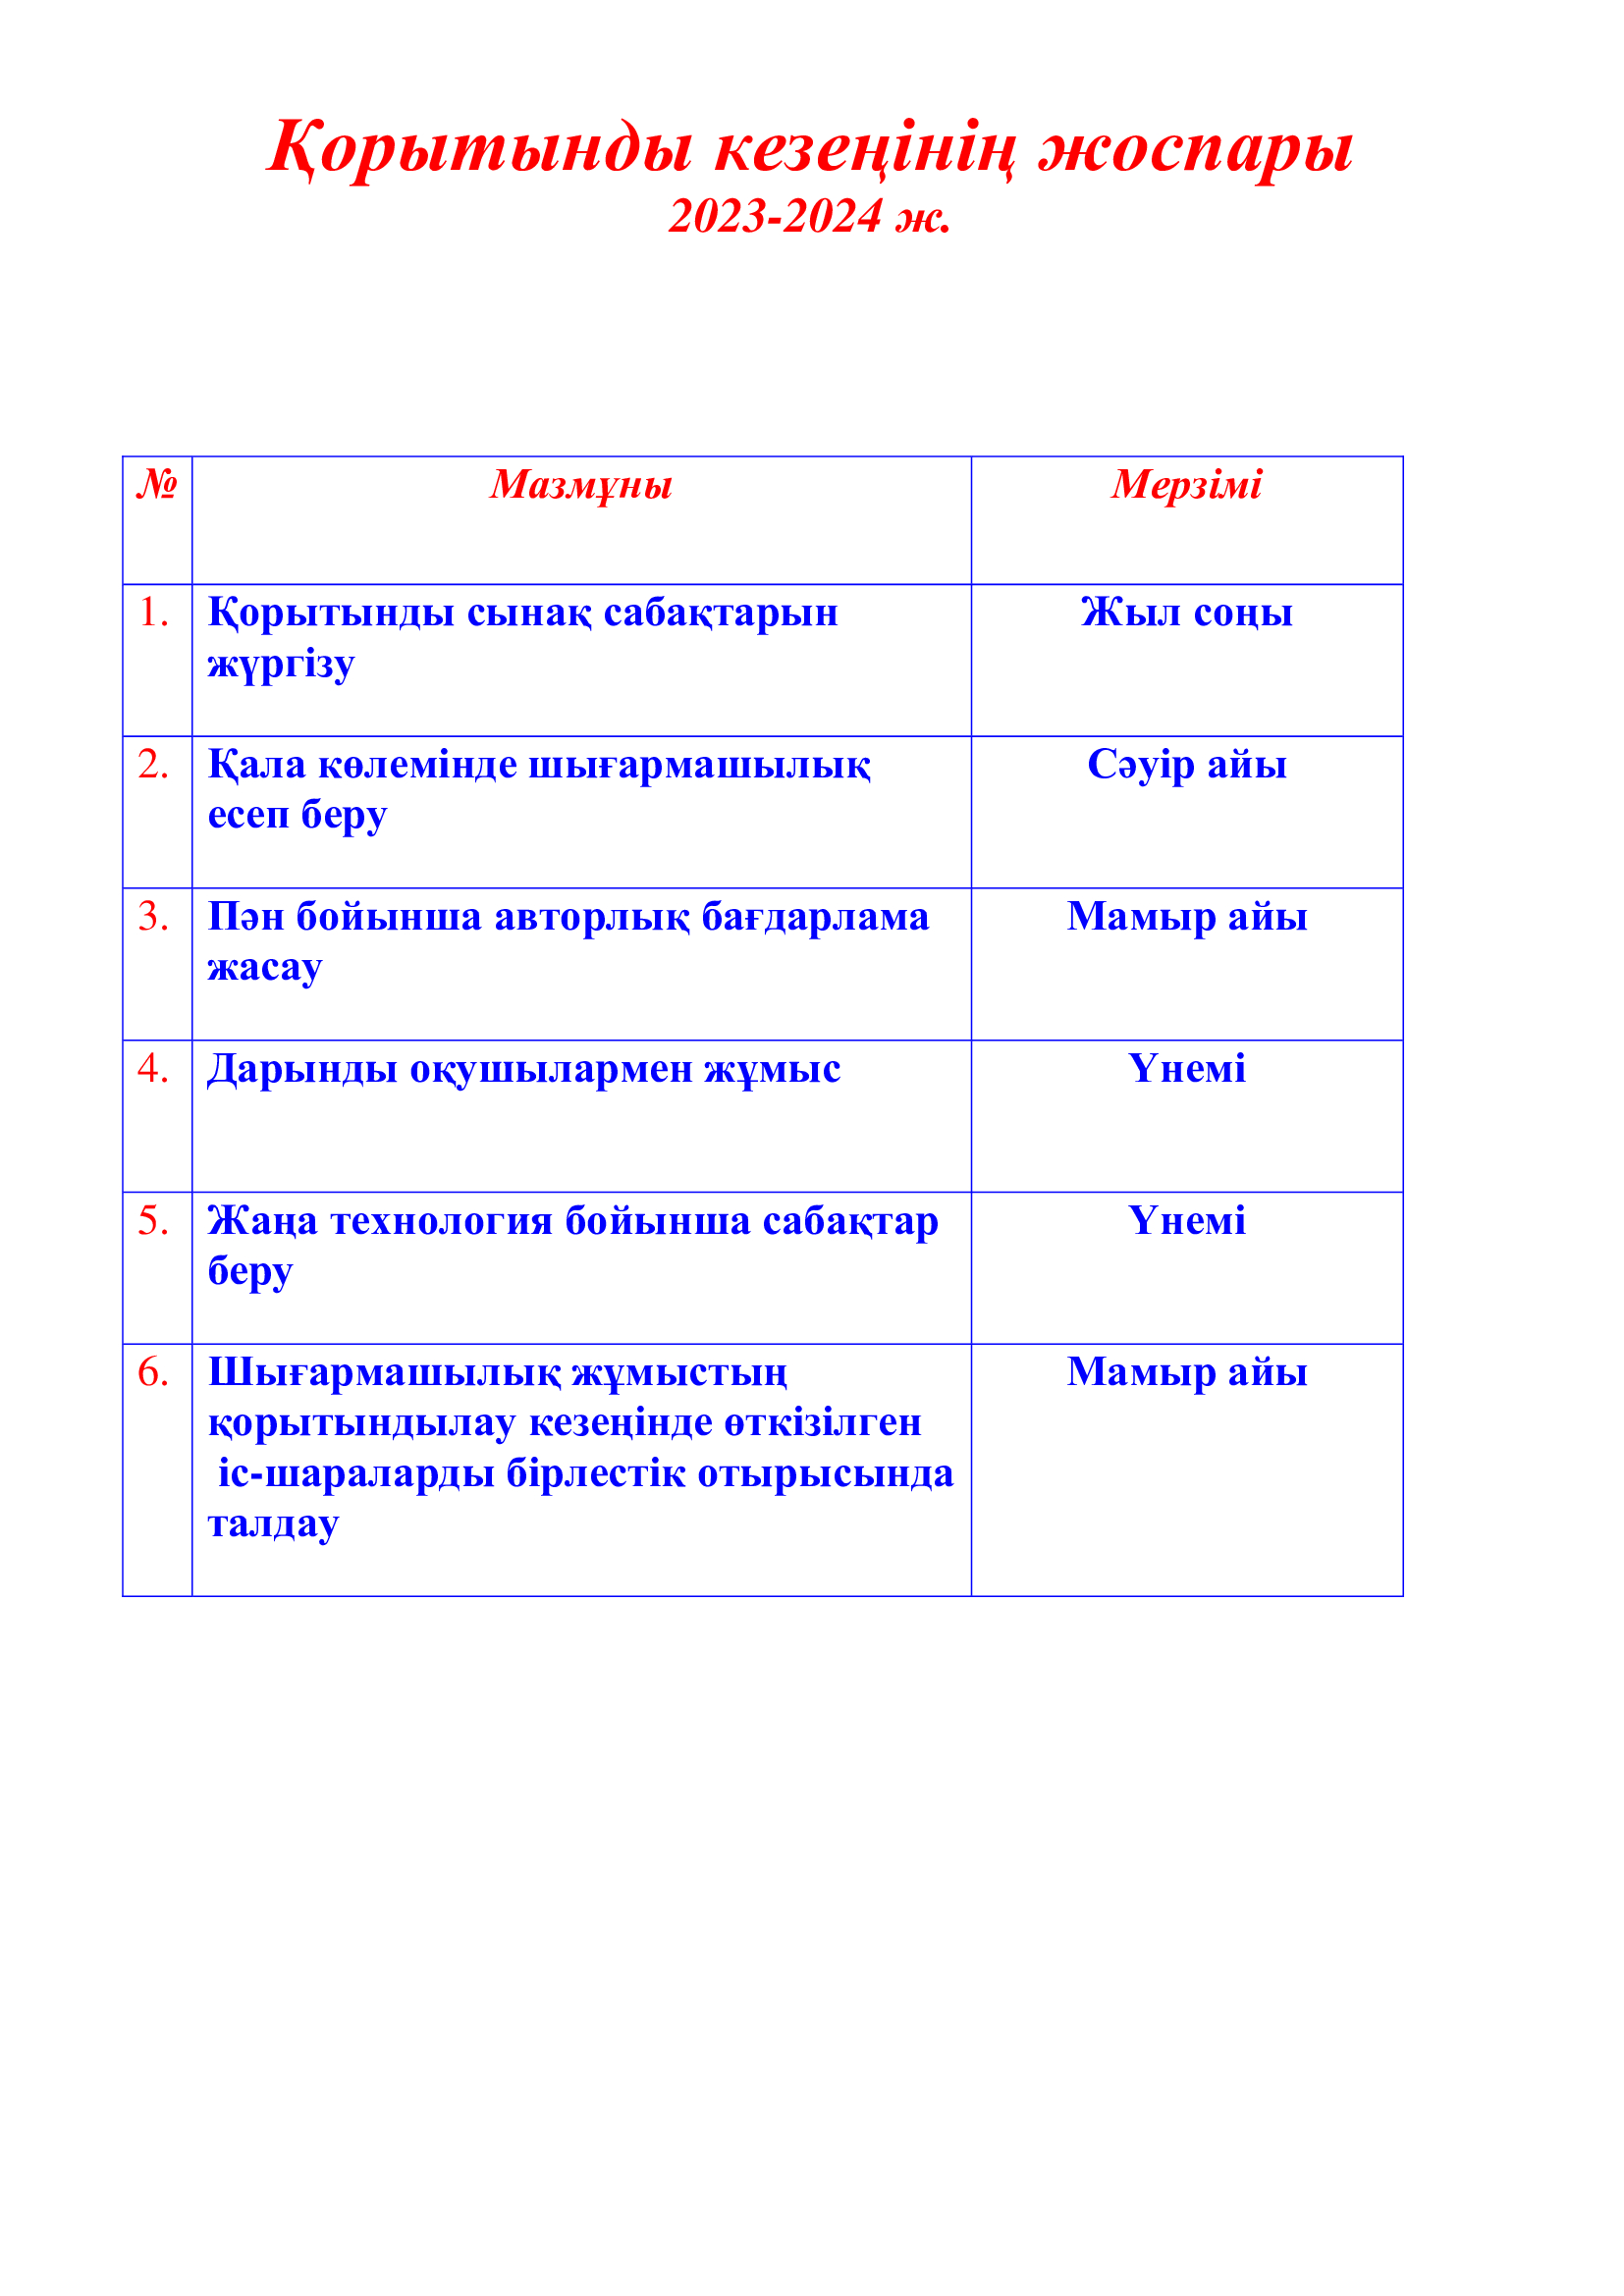 Қорытынды кезеңінің жоспары
2023-2024 ж.
№ Мазмұны Мерзімі
1. Қорытынды сынақ сабақтарын Жыл соңы
жүргізу
2. Қала көлемінде шығармашылық Сәуір айы
есеп беру
3. Пән бойынша авторлық бағдарлама Мамыр айы
жасау
4. Дарынды оқушылармен жұмыс Үнемі
5. Жаңа технология бойынша сабақтар Үнемі
беру
6. Шығармашылық жұмыстың Мамыр айы
қорытындылау кезеңінде өткізілген
іс-шараларды бірлестік отырысында
талдау